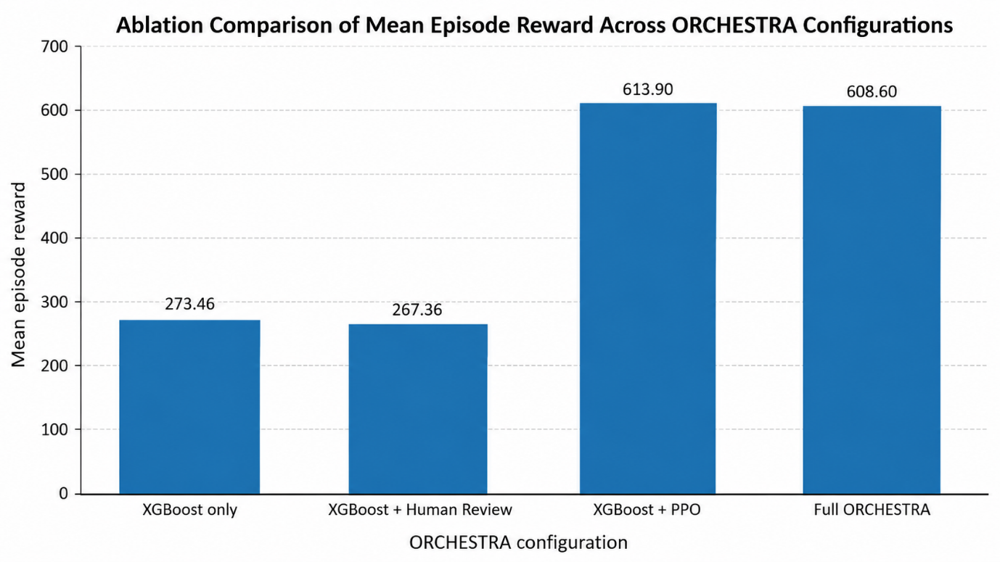 Ablation Comparison of Mean Episode Reward Across ORCHESTRA Configurations
Mean episode reward
700
600
500
400
300
200
100
0
273.46
267.36
613.90
608.60
XGBoost only
XGBoost + Human Review
XGBoost + PPO
Full ORCHESTRA
ORCHESTRA configuration